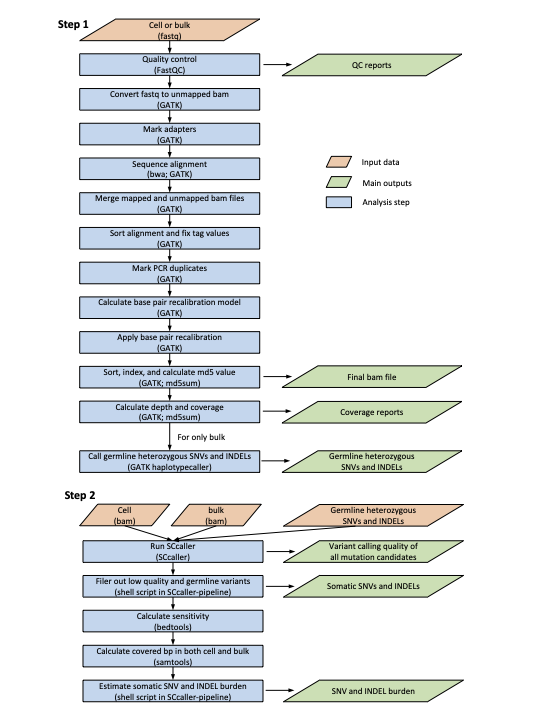 Step 1
Cell or bulk
(fastq)
Quality control
(FastQC)
QC reports
Convert fastq to unmapped bam
(GATK)
Mark adapters
(GATK)
Sequence alignment
(bwa; GATK)
Input data
Main outputs
Analysis step
Merge mapped and unmapped bam files
(GATK)
Sort alignment and fix tag values
(GATK)
Mark PCR duplicates
(GATK)
Calculate base pair recalibration model
(GATK)
Apply base pair recalibration
(GATK)
Sort, index, and calculate md5 value
(GATK; md5sum)
Final bam file
Calculate depth and coverage
(GATK; md5sum)
Coverage reports
For only bulk
Call germline heterozygous SNVs and INDELs
(GATK haplotypecaller)
Germline heterozygous
SNVs and INDELs
Step 2
Cell
(bam)
bulk
(bam)
Germline heterozygous
SNVs and INDELs
Run SCcaller
(SCcaller)
Variant calling quality of
all mutation candidates
Filer out low quality and germline variants
(shell script in SCcaller-pipeline)
Somatic SNVs and INDELs
Calculate sensitivity
(bedtools)
Calculate covered bp in both cell and bulk
(samtools)
Estimate somatic SNV and INDEL burden
(shell script in SCcaller-pipeline)
SNV and INDEL burden